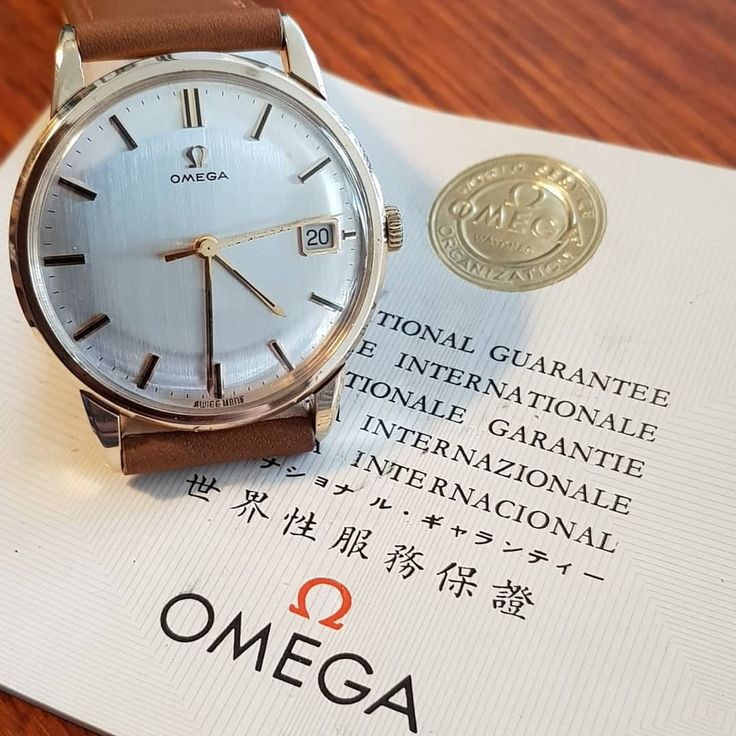 OMEGA
20
SWISS MADE
WORLD SERVICE
OMEGA
WATCH
ORGANIZATION
TIONAL GUARANTEE
E INTERNATIONALE
TIONALE GARANTIE
INTERNAZIONALE
INTERNACIONAL
ナショナル・ギャランティー
世界性服務保證
OMEGA